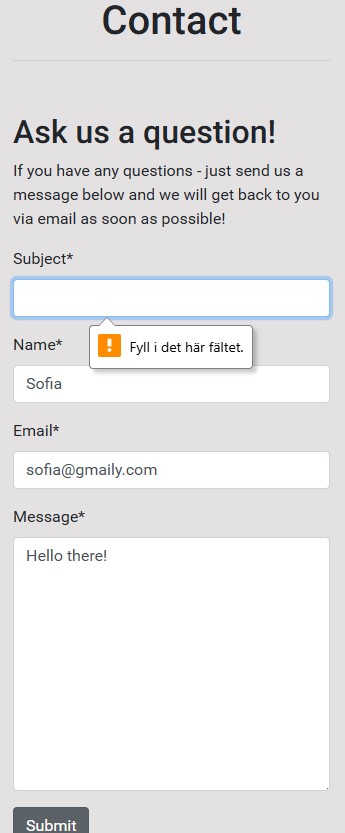 Contact
Ask us a question!
If you have any questions - just send us a
message below and we will get back to you
via email as soon as possible!
Subject*
Fyll i det här fältet.
Name*
Sofia
Email*
sofia@gmaily.com
Message*
Hello there!
Submit